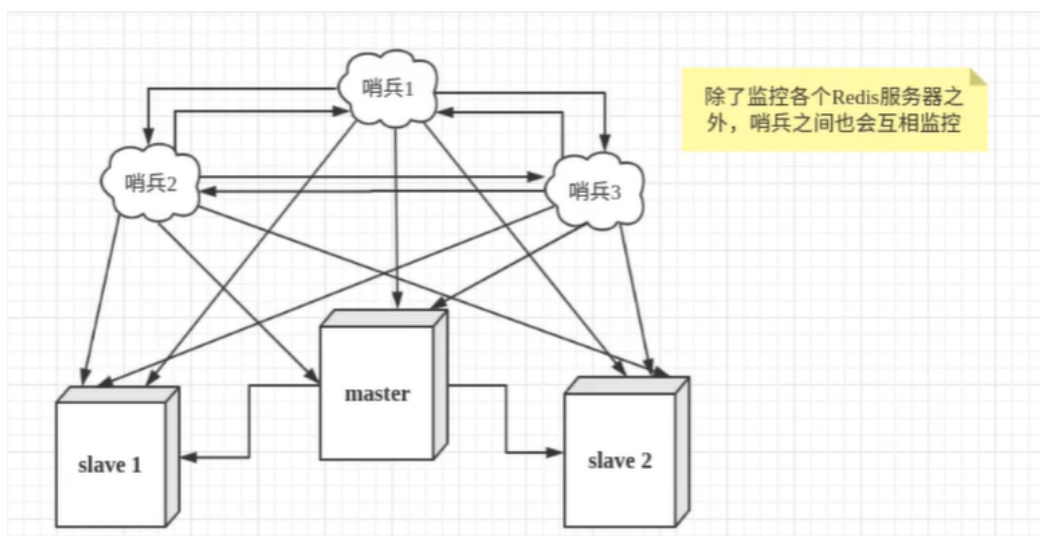 哨兵1
除了监控各个Redis服务器之
外，哨兵之间也会互相监控
哨兵2
哨兵3
master
slave 1
slave 2